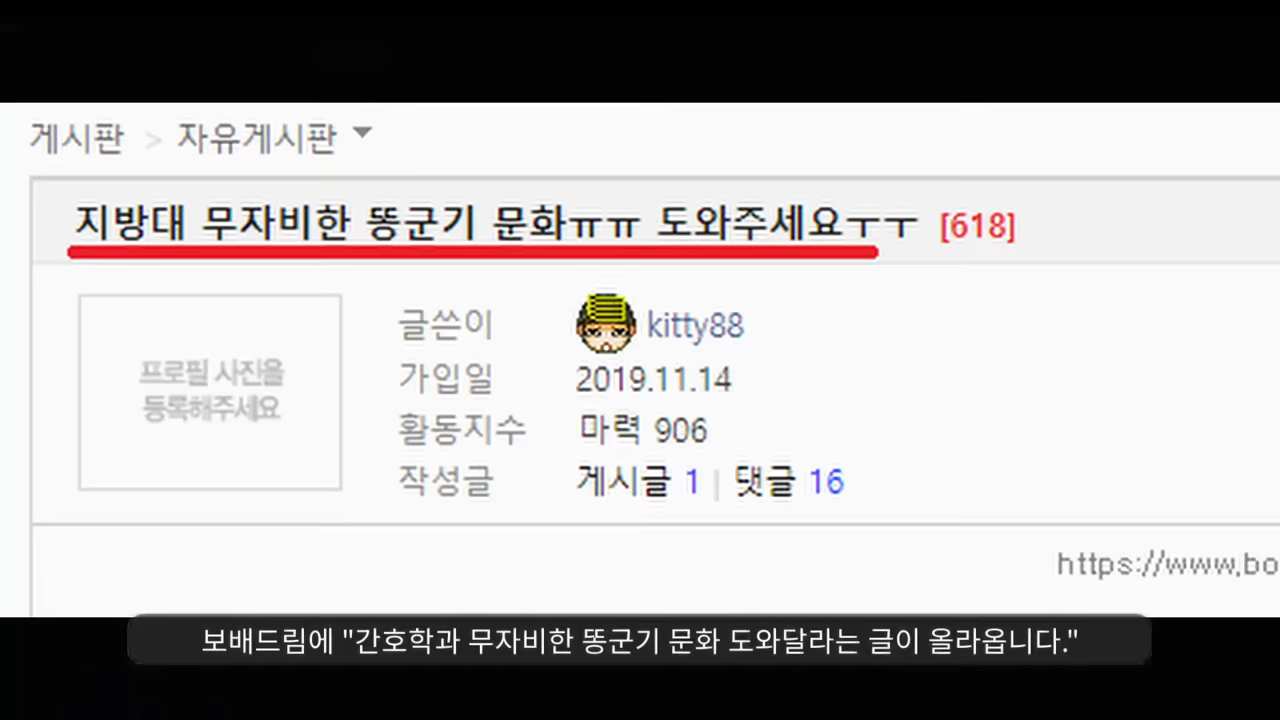 게시판 > 자유게시판
지방대 무자비한 똥군기 문화ㅠㅠ 도와주세요ㅜㅜ [618]
프로필 사진을
등록해주세요
글쓴이 kitty88
가입일 2019.11.14
활동지수 마력 906
작성글 게시글 1 | 댓글 16
https://www.bo
보배드림에 "간호학과 무자비한 똥군기 문화 도와달라는 글이 올라옵니다."